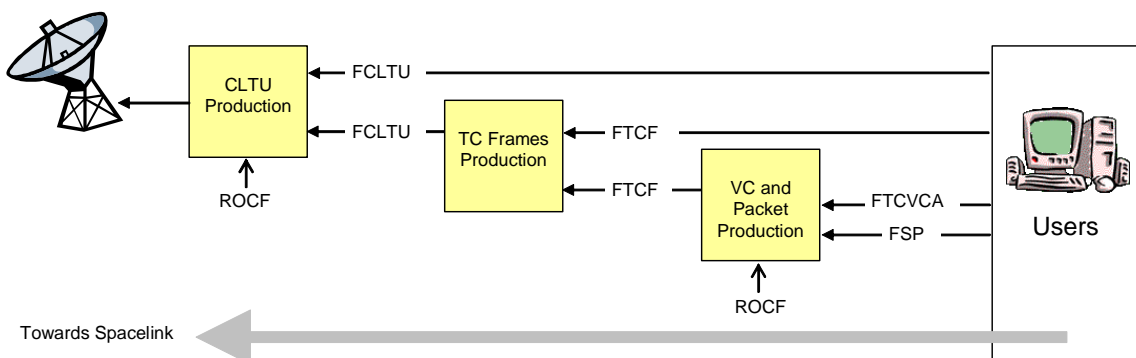 CLTU
Production
FCLTU
FCLTU
TC Frames
Production
FTCF
FTCF
VC and
Packet
Production
FTCVCA
FSP
Users
ROCF
ROCF
Towards Spacelink